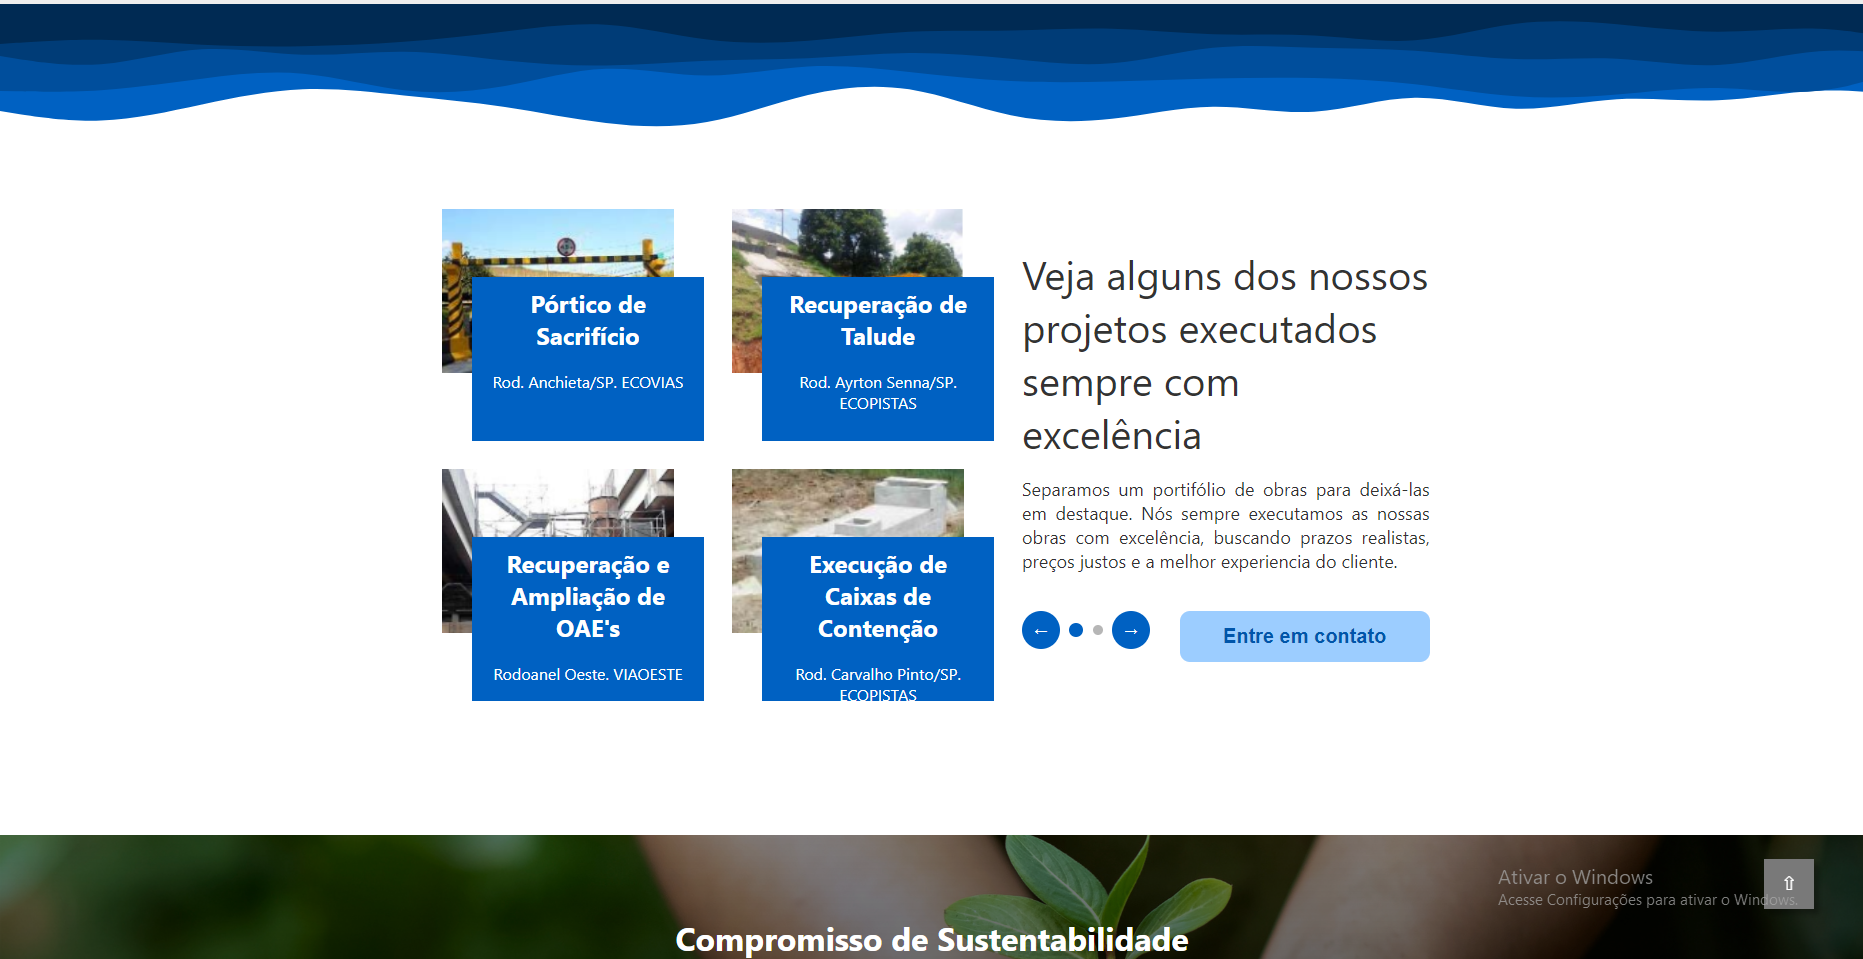 Pórtico de
Sacrifício
Rod. Anchieta/SP. ECOVIAS
Recuperação de
Talude
Rod. Ayrton Senna/SP.
ECOPISTAS
Recuperação e
Ampliação de
OAE's
Rodoanel Oeste. VIAOESTE
Execução de
Caixas de
Contenção
Rod. Carvalho Pinto/SP.
ECOPISTAS
Veja alguns dos nossos
projetos executados
sempre com
excelência
Separamos um portifólio de obras para deixá-las
em destaque. Nós sempre executamos as nossas
obras com excelência, buscando prazos realistas,
preços justos e a melhor experiencia do cliente.
← →
Entre em contato
Ativar o Windows
Acesse Configurações para ativar o Windows.
⇧
Compromisso de Sustentabilidade